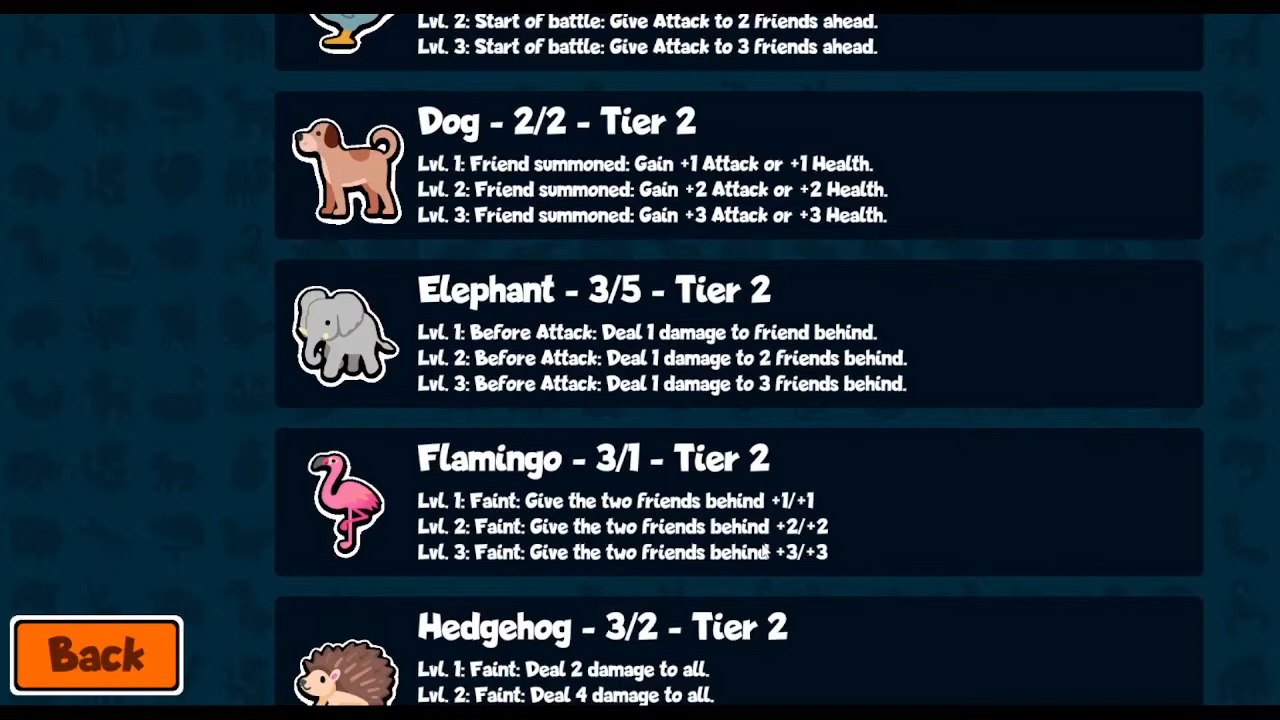 Lvl. 2: Start of battle: Give Attack to 2 friends ahead.
Lvl. 3: Start of battle: Give Attack to 3 friends ahead.
Dog - 2/2 - Tier 2
Lvl. 1: Friend summoned: Gain +1 Attack or +1 Health.
Lvl. 2: Friend summoned: Gain +2 Attack or +2 Health.
Lvl. 3: Friend summoned: Gain +3 Attack or +3 Health.
Elephant - 3/5 - Tier 2
Lvl. 1: Before Attack: Deal 1 damage to friend behind.
Lvl. 2: Before Attack: Deal 1 damage to 2 friends behind.
Lvl. 3: Before Attack: Deal 1 damage to 3 friends behind.
Flamingo - 3/1 - Tier 2
Lvl. 1: Faint: Give the two friends behind +1/+1
Lvl. 2: Faint: Give the two friends behind +2/+2
Lvl. 3: Faint: Give the two friends behind +3/+3
Hedgehog - 3/2 - Tier 2
Lvl. 1: Faint: Deal 2 damage to all.
Lvl. 2: Faint: Deal 4 damage to all.
Back